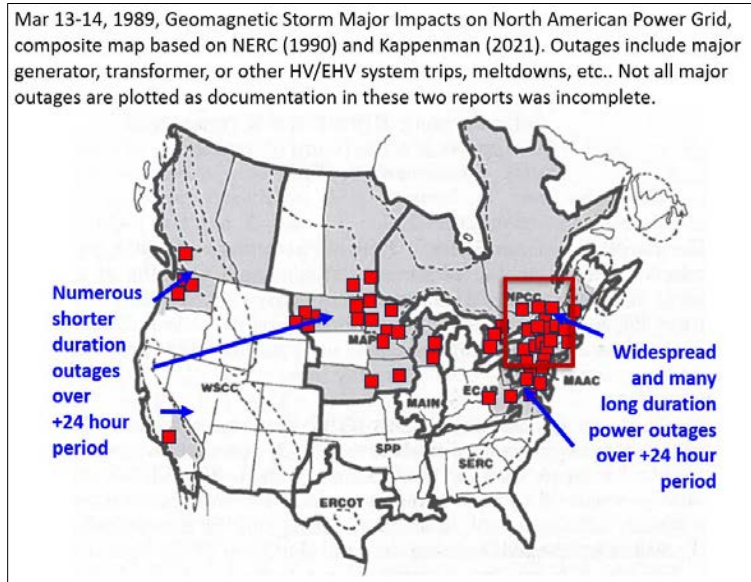 Mar 13-14, 1989, Geomagnetic Storm Major Impacts on North American Power Grid,
composite map based on NERC (1990) and Kappenman (2021). Outages include major
generator, transformer, or other HV/EHV system trips, meltdowns, etc.. Not all major
outages are plotted as documentation in these two reports was incomplete.
NPCC
Numerous
shorter
duration
outages
over
+24 hour
period
MAP
WSCC
MAIN
ECAR
MAAC
Widespread
and many
long duration
power outages
over +24 hour
period
SPP
SERC
ERCOT